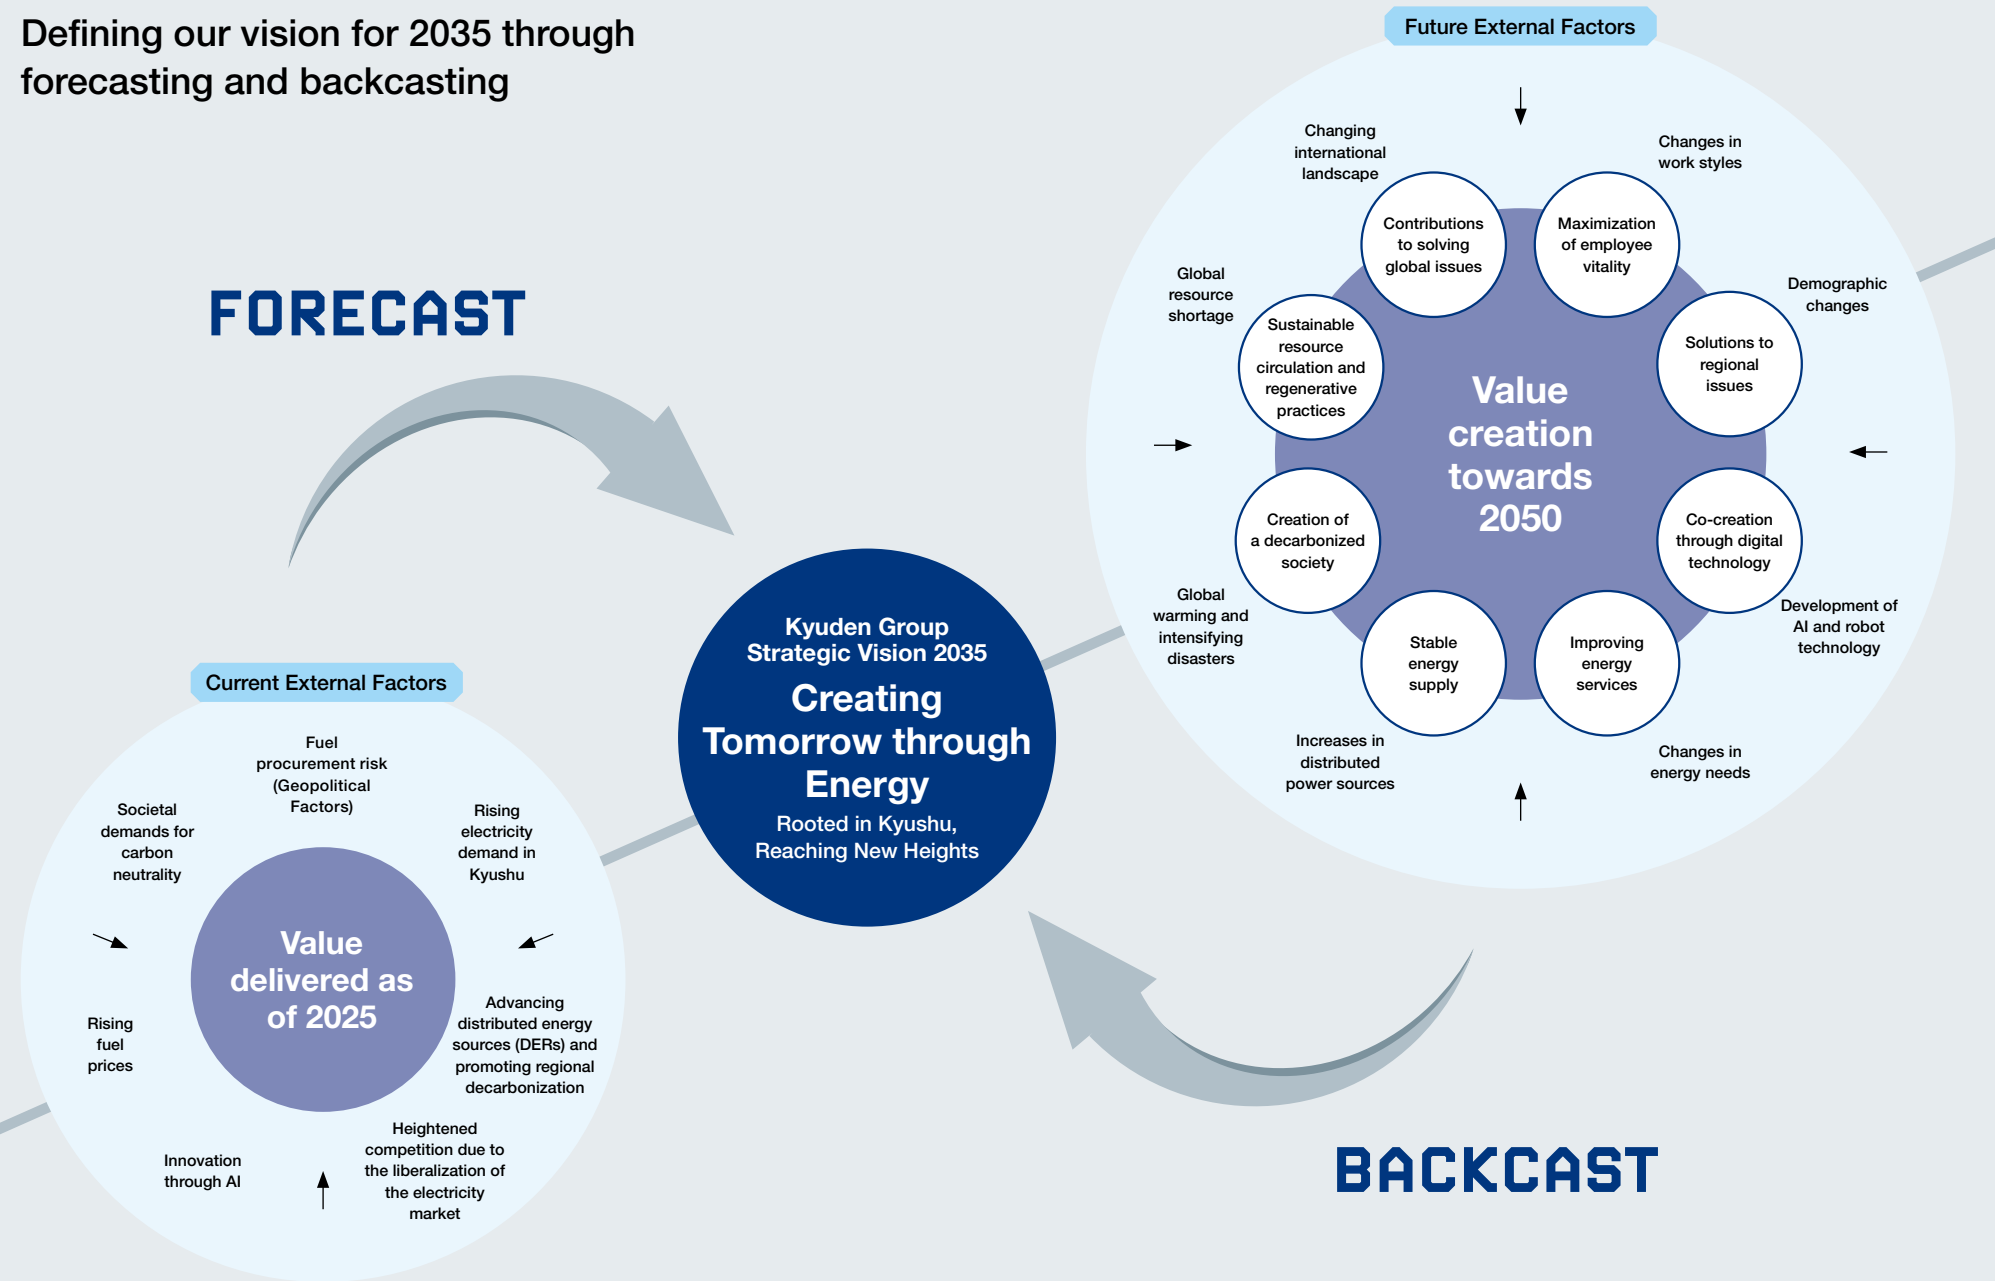 Defining our vision for 2035 through
forecasting and backcasting
FORECAST
Current External Factors
Fuel
procurement risk
(Geopolitical
Factors)
Societal
demands for
carbon
neutrality
Rising
electricity
demand in
Kyushu
Value
delivered as
of 2025
Rising
fuel
prices
Advancing
distributed energy
sources (DERs) and
promoting regional
decarbonization
Innovation
through AI
Heightened
competition due to
the liberalization of
the electricity
market
Kyuden Group
Strategic Vision 2035
Creating
Tomorrow through
Energy
Rooted in Kyushu,
Reaching New Heights
Future External Factors
Changing
international
landscape
Changes in
work styles
Contributions
to solving
global issues
Maximization
of employee
vitality
Global
resource
shortage
Demographic
changes
Sustainable
resource
circulation and
regenerative
practices
Solutions to
regional
issues
Value
creation
towards
2050
Creation of
a decarbonized
society
Co-creation
through digital
technology
Global
warming and
intensifying
disasters
Development of
AI and robot
technology
Stable
energy
supply
Improving
energy
services
Increases in
distributed
power sources
Changes in
energy needs
BACKCAST